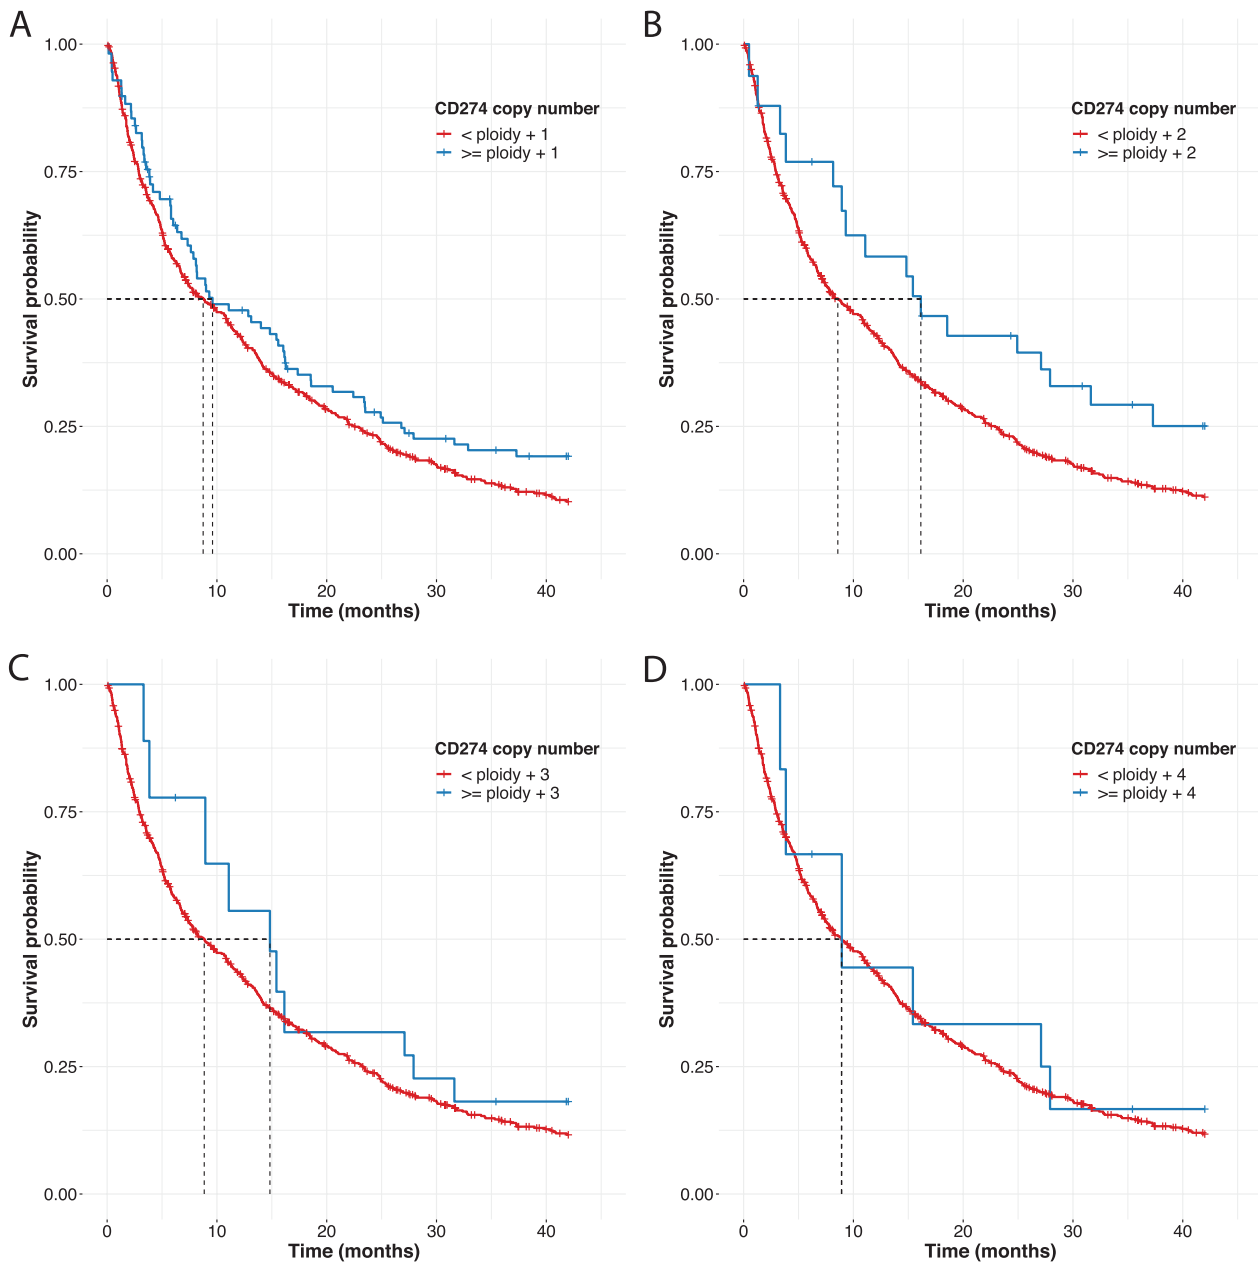 A
1.00
0.75
0.50
0.25
0.00
Survival probability
CD274 copy number
< ploidy + 1
>= ploidy + 1
0 10 20 30 40
Time (months)
B
1.00
0.75
0.50
0.25
0.00
Survival probability
CD274 copy number
< ploidy + 2
>= ploidy + 2
0 10 20 30 40
Time (months)
C
1.00
0.75
0.50
0.25
0.00
Survival probability
CD274 copy number
< ploidy + 3
>= ploidy + 3
0 10 20 30 40
Time (months)
D
1.00
0.75
0.50
0.25
0.00
Survival probability
CD274 copy number
< ploidy + 4
>= ploidy + 4
0 10 20 30 40
Time (months)